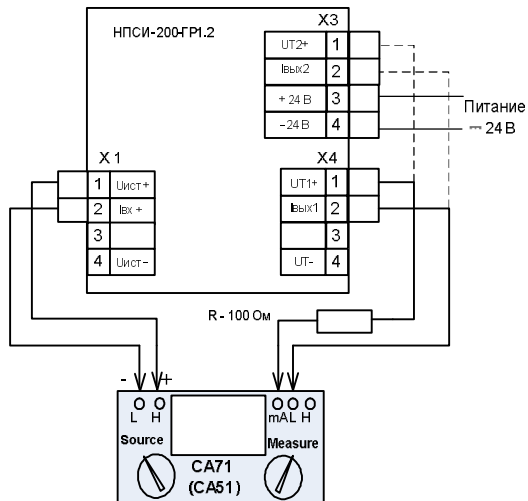 НПСИ-200-ГР1.2
X3
UT2+ 1
Iвых2 2
+ 24 В 3
−24 В 4
Питание
24 В
X 1
1 Uист+
2 Iвх +
3
4 Uист−
X4
UT1+ 1
Iвых1 2
3
UT- 4
R - 100 Ом
- +
L H
mA L H
Source
Measure
CA71
(CA51)